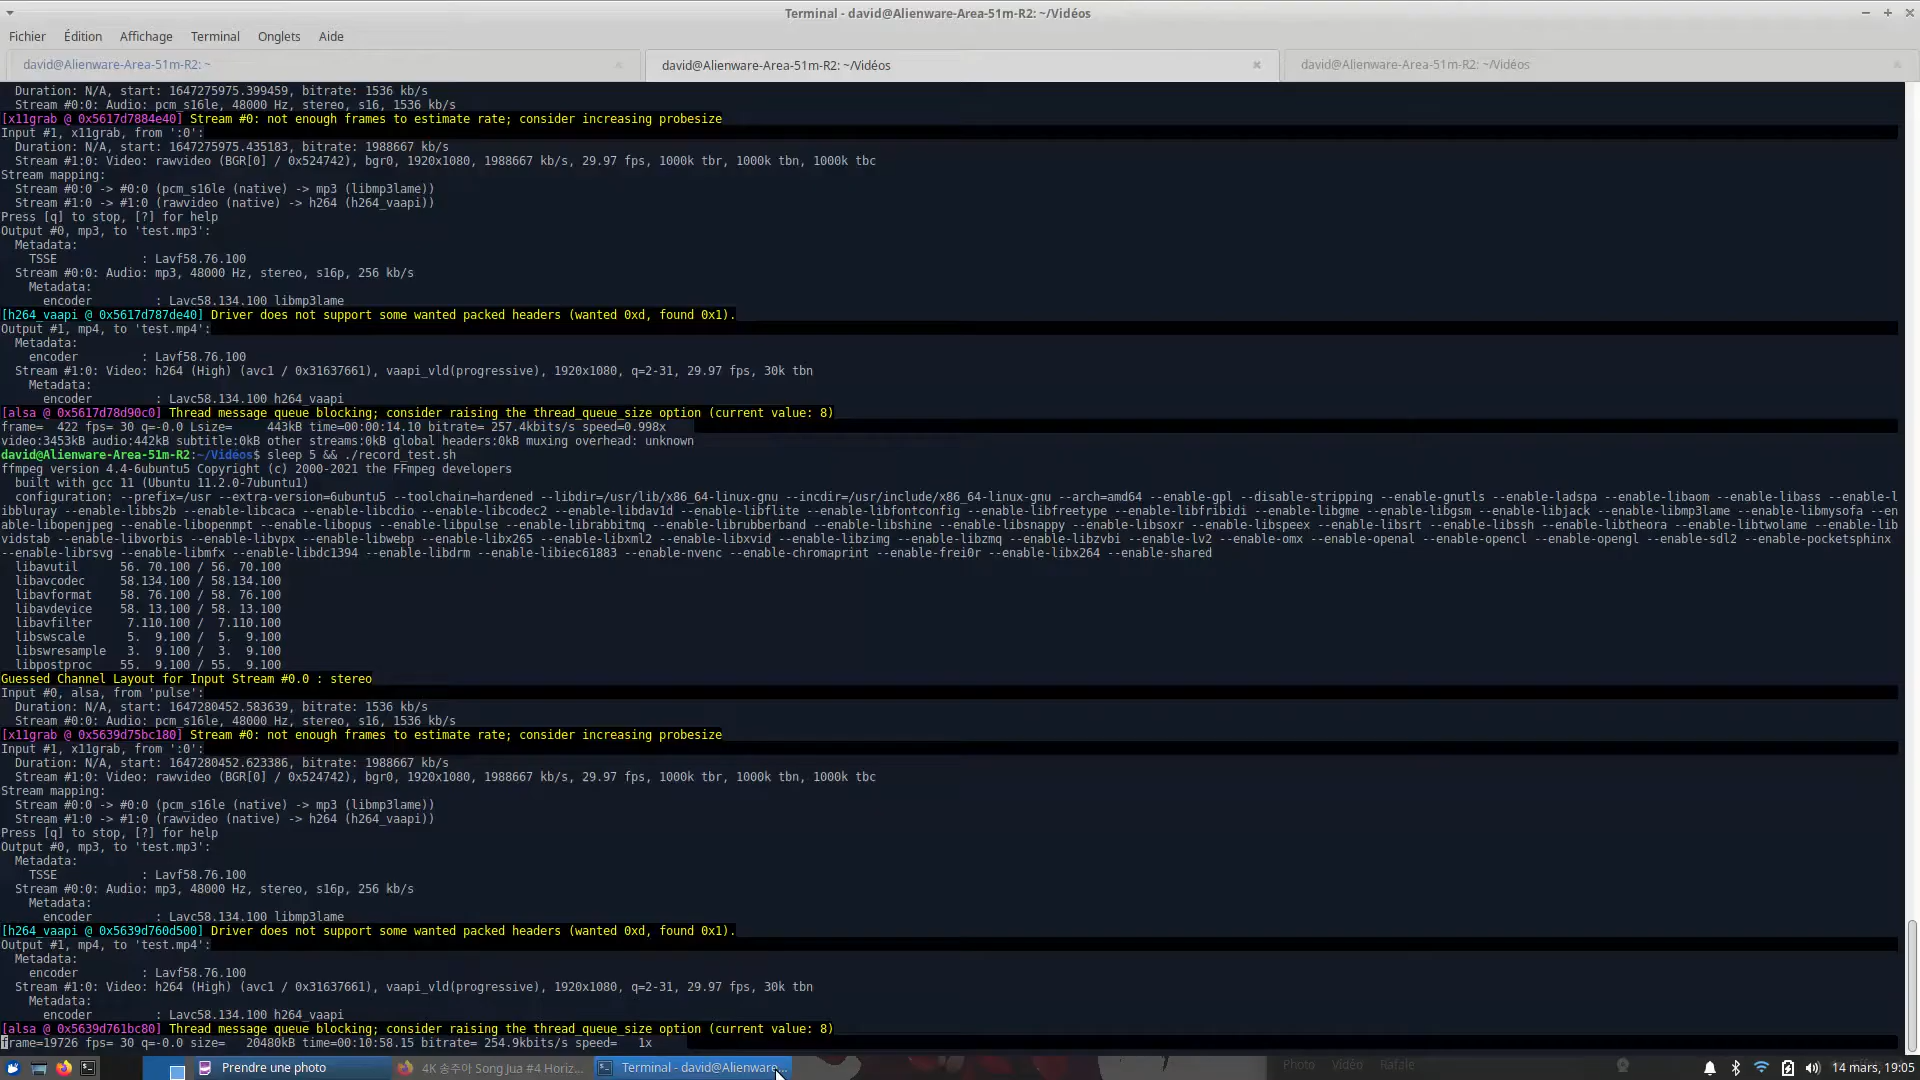 Terminal - david@Alienware-Area-51m-R2: ~/Vidéos
Fichier Édition Affichage Terminal Onglets Aide
david@Alienware-Area-51m-R2: ~ david@Alienware-Area-51m-R2: ~/Vidéos david@Alienware-Area-51m-R2: ~/Vidéos
Duration: N/A, start: 1647275975.399459, bitrate: 1536 kb/s
Stream #0:0: Audio: pcm_s16le, 48000 Hz, stereo, s16, 1536 kb/s
[x11grab @ 0x5617d7884e40] Stream #0: not enough frames to estimate rate; consider increasing probesize
Input #1, x11grab, from ':0':
Duration: N/A, start: 1647275975.435183, bitrate: 1988667 kb/s
Stream #1:0: Video: rawvideo (BGR[0] / 0x524742), bgr0, 1920x1080, 1988667 kb/s, 29.97 fps, 1000k tbr, 1000k tbn, 1000k tbc
Stream mapping:
Stream #0:0 -> #0:0 (pcm_s16le (native) -> mp3 (libmp3lame))
Stream #1:0 -> #1:0 (rawvideo (native) -> h264 (h264_vaapi))
Press [q] to stop, [?] for help
Output #0, mp3, to 'test.mp3':
Metadata:
TSSE : Lavf58.76.100
Stream #0:0: Audio: mp3, 48000 Hz, stereo, s16p, 256 kb/s
Metadata:
encoder : Lavc58.134.100 libmp3lame
[h264_vaapi @ 0x5617d787de40] Driver does not support some wanted packed headers (wanted 0xd, found 0x1).
Output #1, mp4, to 'test.mp4':
Metadata:
encoder : Lavf58.76.100
Stream #1:0: Video: h264 (High) (avc1 / 0x31637661), vaapi_vld(progressive), 1920x1080, q=2-31, 29.97 fps, 30k tbn
Metadata:
encoder : Lavc58.134.100 h264_vaapi
[alsa @ 0x5617d78d90c0] Thread message queue blocking; consider raising the thread_queue_size option (current value: 8)
frame= 422 fps= 30 q=-0.0 Lsize= 443kB time=00:00:14.10 bitrate= 257.4kbits/s speed=0.998x
video:3453kB audio:442kB subtitle:0kB other streams:0kB global headers:0kB muxing overhead: unknown
david@Alienware-Area-51m-R2:~/Vidéos$ sleep 5 && ./record_test.sh
ffmpeg version 4.4-6ubuntu5 Copyright (c) 2000-2021 the FFmpeg developers
built with gcc 11 (Ubuntu 11.2.0-7ubuntu1)
configuration: --prefix=/usr --extra-version=6ubuntu5 --toolchain=hardened --libdir=/usr/lib/x86_64-linux-gnu --incdir=/usr/include/x86_64-linux-gnu --arch=amd64 --enable-gpl --disable-stripping --enable-gnutls --enable-ladspa --enable-libaom --enable-libass --enable-l
ibbluray --enable-libbs2b --enable-libcaca --enable-libcdio --enable-libcodec2 --enable-libdav1d --enable-libflite --enable-libfontconfig --enable-libfreetype --enable-libfribidi --enable-libgme --enable-libgsm --enable-libjack --enable-libmp3lame --enable-libmysofa --en
able-libopenjpeg --enable-libopenmpt --enable-libopus --enable-libpulse --enable-librabbitmq --enable-librubberband --enable-libshine --enable-libsnappy --enable-libsoxr --enable-libspeex --enable-libsrt --enable-libssh --enable-libtheora --enable-libtwolame --enable-lib
vidstab --enable-libvorbis --enable-libvpx --enable-libwebp --enable-libx265 --enable-libxml2 --enable-libxvid --enable-libzimg --enable-libzmq --enable-libzvbi --enable-lv2 --enable-omx --enable-openal --enable-opencl --enable-opengl --enable-sdl2 --enable-pocketsphinx
--enable-librsvg --enable-libmfx --enable-libdc1394 --enable-libdrm --enable-libiec61883 --enable-nvenc --enable-chromaprint --enable-frei0r --enable-libx264 --enable-shared
libavutil 56. 70.100 / 56. 70.100
libavcodec 58.134.100 / 58.134.100
libavformat 58. 76.100 / 58. 76.100
libavdevice 58. 13.100 / 58. 13.100
libavfilter 7.110.100 / 7.110.100
libswscale 5. 9.100 / 5. 9.100
libswresample 3. 9.100 / 3. 9.100
libpostproc 55. 9.100 / 55. 9.100
Guessed Channel Layout for Input Stream #0.0 : stereo
Input #0, alsa, from 'pulse':
Duration: N/A, start: 1647280452.583639, bitrate: 1536 kb/s
Stream #0:0: Audio: pcm_s16le, 48000 Hz, stereo, s16, 1536 kb/s
[x11grab @ 0x5639d75bc180] Stream #0: not enough frames to estimate rate; consider increasing probesize
Input #1, x11grab, from ':0':
Duration: N/A, start: 1647280452.623386, bitrate: 1988667 kb/s
Stream #1:0: Video: rawvideo (BGR[0] / 0x524742), bgr0, 1920x1080, 1988667 kb/s, 29.97 fps, 1000k tbr, 1000k tbn, 1000k tbc
Stream mapping:
Stream #0:0 -> #0:0 (pcm_s16le (native) -> mp3 (libmp3lame))
Stream #1:0 -> #1:0 (rawvideo (native) -> h264 (h264_vaapi))
Press [q] to stop, [?] for help
Output #0, mp3, to 'test.mp3':
Metadata:
TSSE : Lavf58.76.100
Stream #0:0: Audio: mp3, 48000 Hz, stereo, s16p, 256 kb/s
Metadata:
encoder : Lavc58.134.100 libmp3lame
[h264_vaapi @ 0x5639d760d500] Driver does not support some wanted packed headers (wanted 0xd, found 0x1).
Output #1, mp4, to 'test.mp4':
Metadata:
encoder : Lavf58.76.100
Stream #1:0: Video: h264 (High) (avc1 / 0x31637661), vaapi_vld(progressive), 1920x1080, q=2-31, 29.97 fps, 30k tbn
Metadata:
encoder : Lavc58.134.100 h264_vaapi
[alsa @ 0x5639d761bc80] Thread message queue blocking; consider raising the thread_queue_size option (current value: 8)
frame=19726 fps= 30 q=-0.0 size= 20480kB time=00:10:58.15 bitrate= 254.9kbits/s speed= 1x
Prendre une photo 4K 송주아 Song Jua #4 Horiz... Terminal - david@Alienware... Photo Vidéo Rafale 14 mars, 19:05